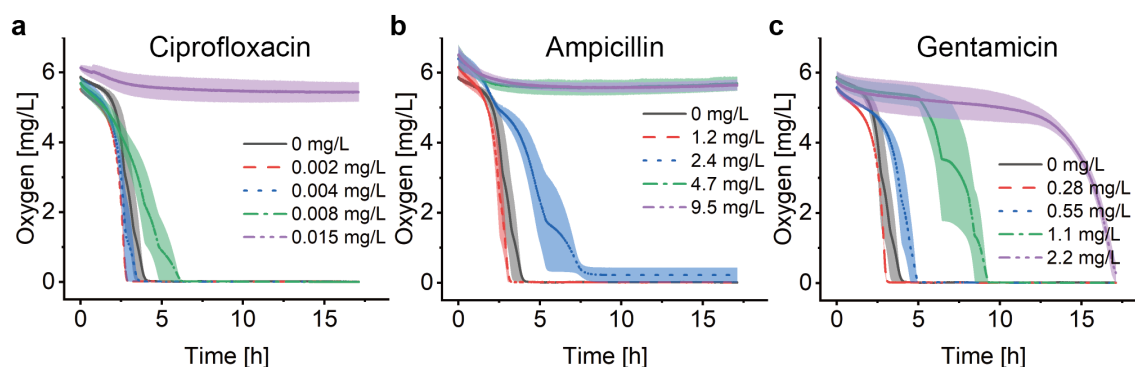 a
Ciprofloxacin
Oxygen [mg/L]
6
4
2
0
0 mg/L
0.002 mg/L
0.004 mg/L
0.008 mg/L
0.015 mg/L
0 5 10 15
Time [h]
b
Ampicillin
Oxygen [mg/L]
6
4
2
0
0 mg/L
1.2 mg/L
2.4 mg/L
4.7 mg/L
9.5 mg/L
0 5 10 15
Time [h]
c
Gentamicin
Oxygen [mg/L]
6
4
2
0
0 mg/L
0.28 mg/L
0.55 mg/L
1.1 mg/L
2.2 mg/L
0 5 10 15
Time [h]